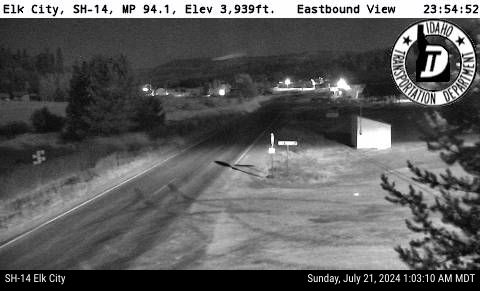 Elk City, SH-14, MP 94.1, Elev 3,939ft. Eastbound View 23:54:52
IDAHO
TRANSPORTATION DEPARTMENT
SH-14 Elk City Sunday, July 21, 2024 1:03:10 AM MDT